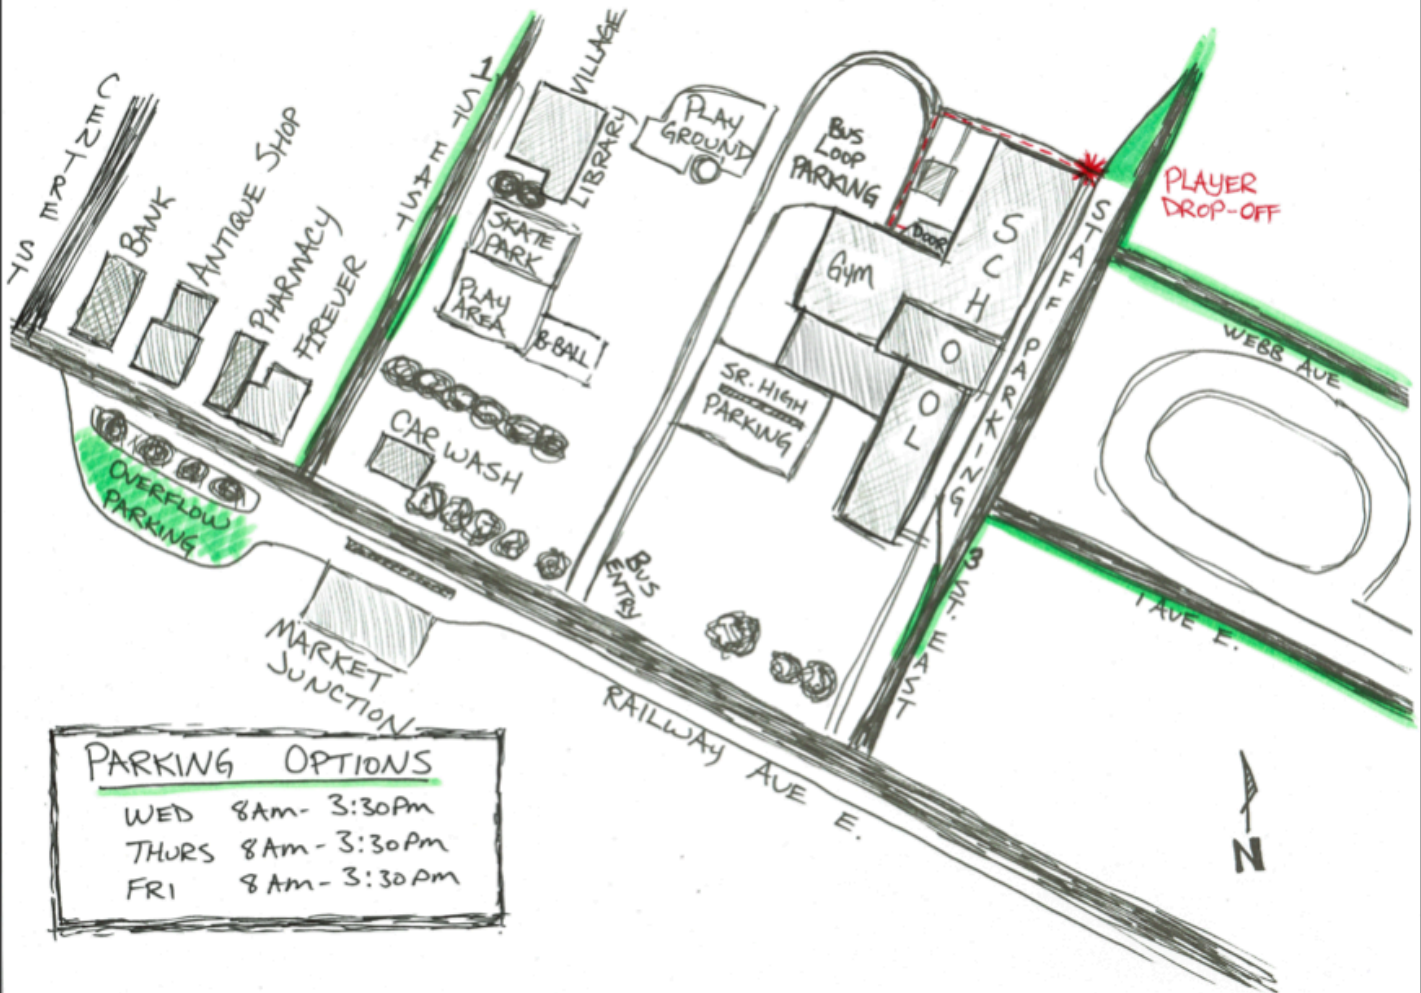 CENTRE ST
BANK
ANTIQUE SHOP
PHARMACY
FIREUER
1 ST EAST
VILLAGE
LIBRARY
SKATE
PARK
PLAY
AREA
B-BALL
PLAY
GROUND
BUS
LOOP
PARKING
DOOR
Gym
SCHOOL
SR. HIGH
PARKING
STAFF PARKING
PLAYER
DROP-OFF
WEBB AVE
1 AVE E.
3 ST. EAST
CAR WASH
OVERFLOW
PARKING
BUS
ENTRY
MARKET
JUNCTION
RAILWAY AVE E.
N
PARKING OPTIONS
WED 8Am- 3:30Pm
THURS 8Am- 3:30Pm
FRI 8Am- 3:30pm